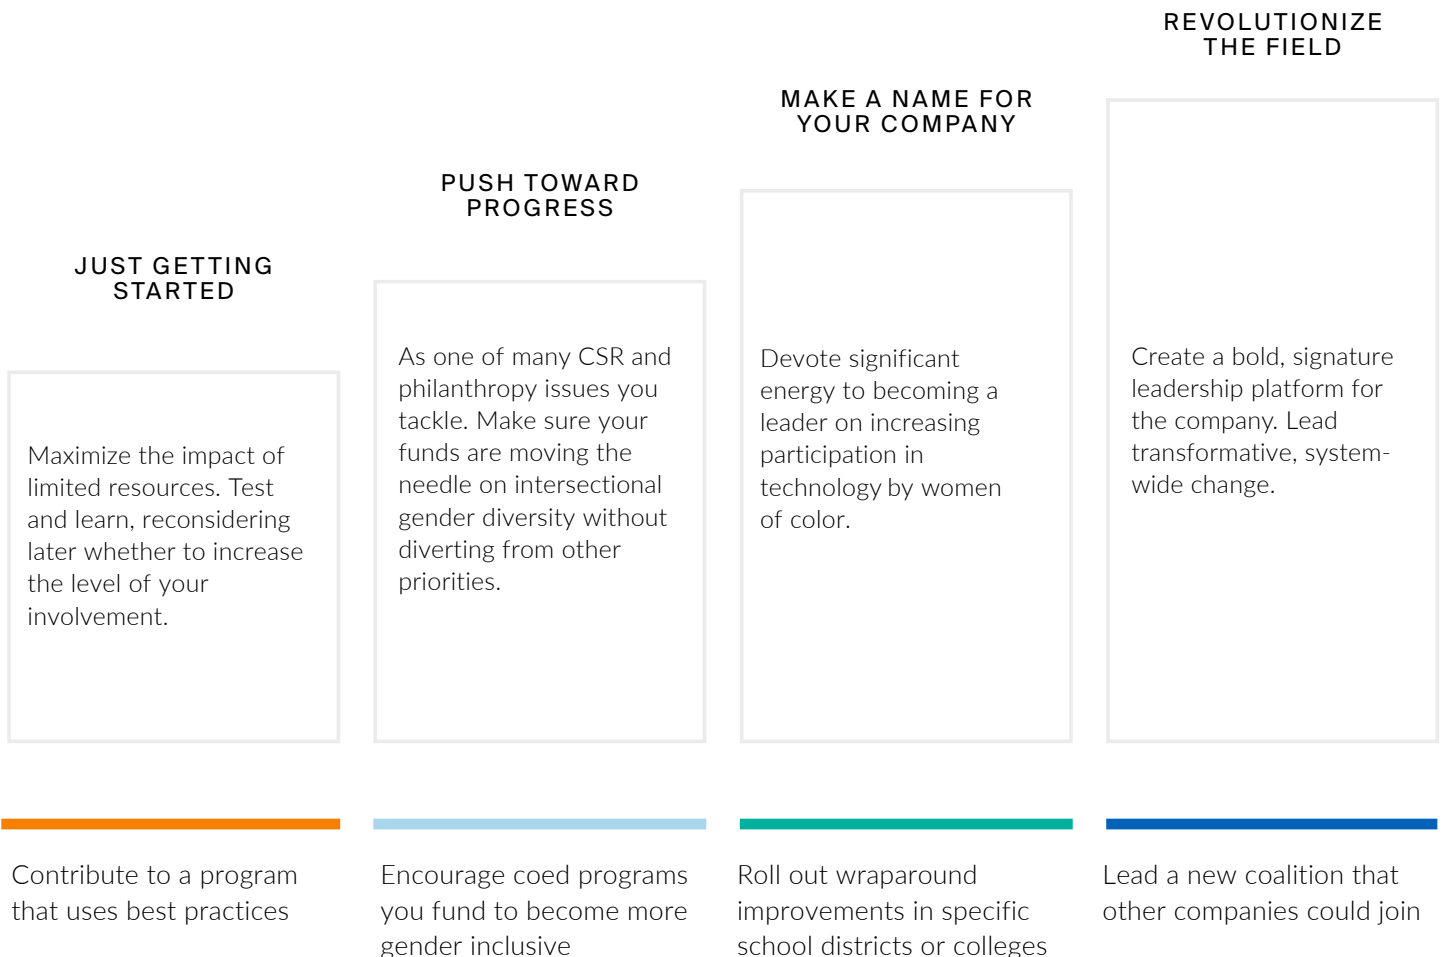 REVOLUTIONIZE
THE FIELD
MAKE A NAME FOR
YOUR COMPANY
PUSH TOWARD
PROGRESS
JUST GETTING
STARTED
Maximize the impact of
limited resources. Test
and learn, reconsidering
later whether to increase
the level of your
involvement.
As one of many CSR and
philanthropy issues you
tackle. Make sure your
funds are moving the
needle on intersectional
gender diversity without
diverting from other
priorities.
Devote significant
energy to becoming a
leader on increasing
participation in
technology by women
of color.
Create a bold, signature
leadership platform for
the company. Lead
transformative, system-
wide change.
Contribute to a program
that uses best practices
Encourage coed programs
you fund to become more
gender inclusive
Roll out wraparound
improvements in specific
school districts or colleges
Lead a new coalition that
other companies could join